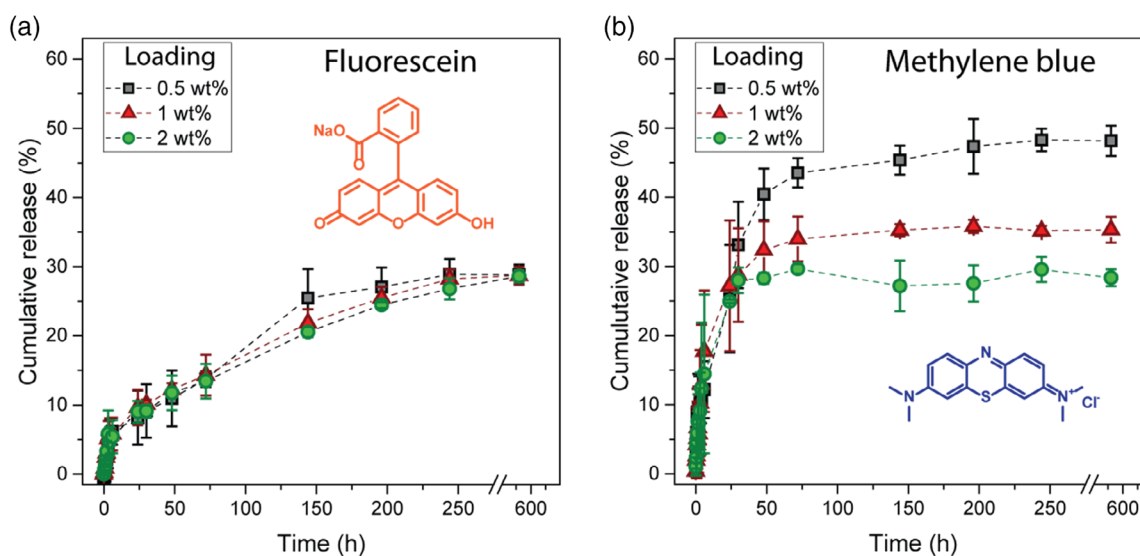 (a)
Cumulative release (%)
60
50
40
30
20
10
0
Loading
0.5 wt%
1 wt%
2 wt%
Fluorescein
NaO
O
O
O
OH
0
50
100
150
200
250
600
Time (h)
(b)
Cumulutaive release (%)
60
50
40
30
20
10
0
Loading
0.5 wt%
1 wt%
2 wt%
Methylene blue
N
N
S
N+
Cl-
0
50
100
150
200
250
600
Time (h)